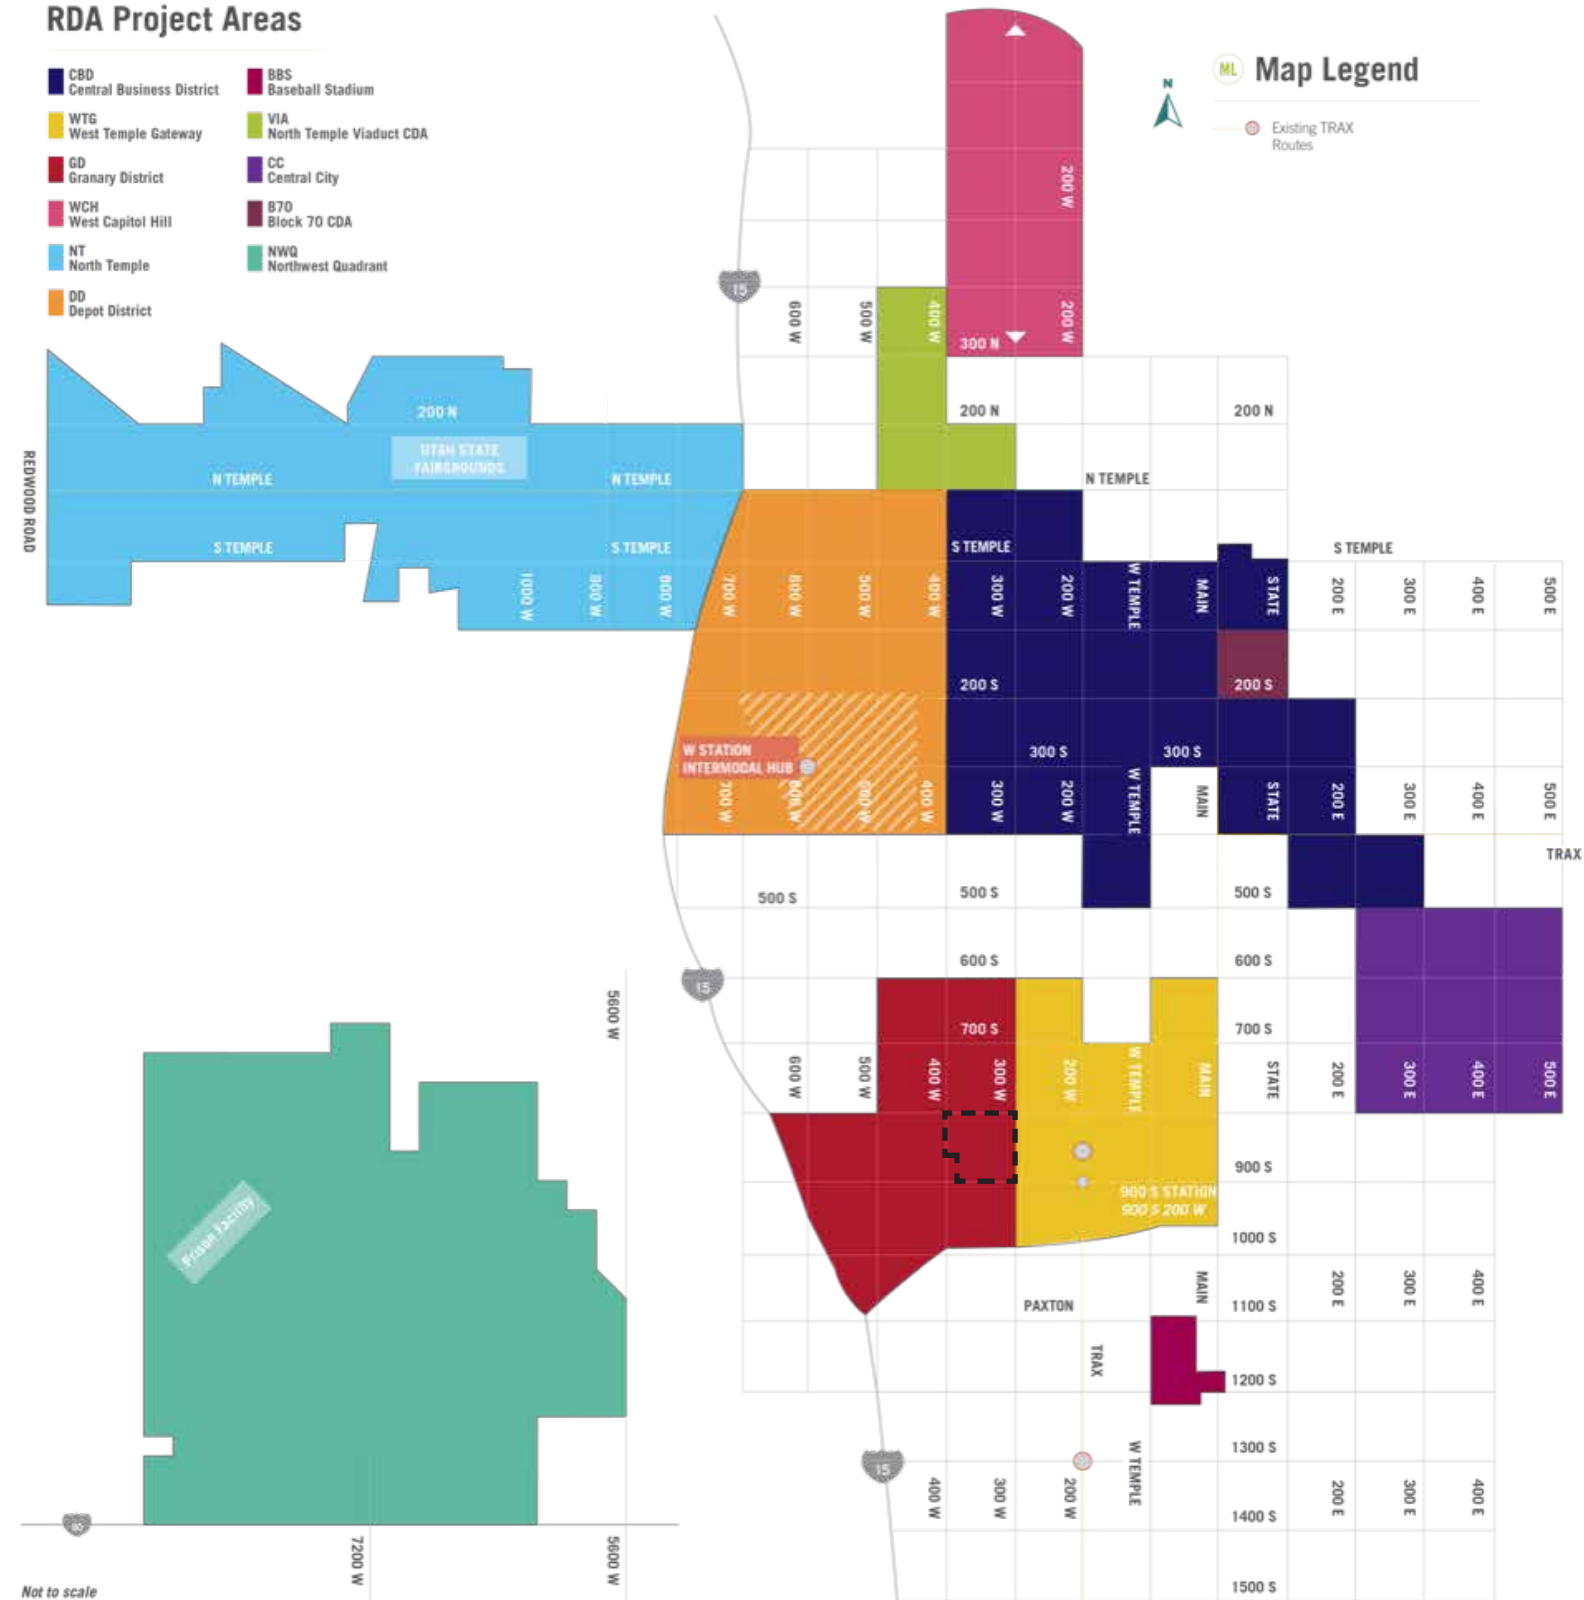 RDA Project Areas
CBD
Central Business District
WTG
West Temple Gateway
GD
Granary District
WCH
West Capitol Hill
NT
North Temple
DD
Depot District
BBS
Baseball Stadium
VIA
North Temple Viaduct CDA
CC
Central City
B70
Block 70 CDA
NWQ
Northwest Quadrant
N
ML Map Legend
Existing TRAX
Routes
200 W
15
600 W
500 W
400 W
200 W
300 N
200 N
200 N
200 N
UTAH STATE
FAIRGROUNDS
REDWOOD ROAD
N TEMPLE
N TEMPLE
N TEMPLE
S TEMPLE
S TEMPLE
S TEMPLE
S TEMPLE
1000 W
900 W
800 W
700 W
600 W
500 W
400 W
300 W
200 W
W TEMPLE
MAIN
STATE
200 E
300 E
400 E
500 E
200 S
200 S
W STATION
INTERMODAL HUB
300 S
300 S
700 W
600 W
500 W
400 W
300 W
200 W
W TEMPLE
MAIN
STATE
200 E
300 E
400 E
500 E
TRAX
500 S
500 S
500 S
600 S
600 S
15
5600 W
700 S
700 S
600 W
500 W
400 W
300 W
200 W
W TEMPLE
MAIN
STATE
200 E
300 E
400 E
500 E
900 S
900 S STATION
900 S 200 W
Prison Facility
1000 S
MAIN
200 E
300 E
400 E
PAXTON
1100 S
TRAX
1200 S
1300 S
15
400 W
300 W
200 W
W TEMPLE
200 E
300 E
400 E
1400 S
80
7200 W
5600 W
1500 S
Not to scale